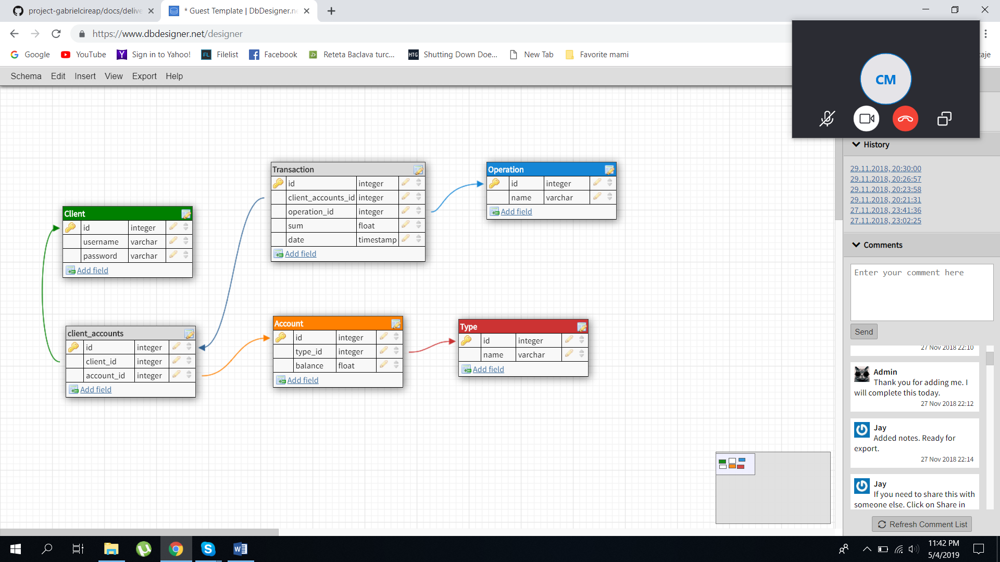 project-gabrielcireap/docs/delive
* Guest Template | DbDesigner.ne
https://www.dbdesigner.net/designer
Google
YouTube
Sign in to Yahoo!
Filelist
Facebook
Reteta Baclava turc...
HTG
Shutting Down Doe...
New Tab
Favorite mami
caje
Schema Edit Insert View Export Help
CM
Client
id integer
username varchar
password varchar
Add field
client_accounts
id integer
client_id integer
account_id integer
Add field
Transaction
id integer
client_accounts_id integer
operation_id integer
sum float
date timestamp
Add field
Account
id integer
type_id integer
balance float
Add field
Operation
id integer
name varchar
Add field
Type
id integer
name varchar
Add field
History
29.11.2018, 20:30:00
29.11.2018, 20:26:57
29.11.2018, 20:23:58
29.11.2018, 20:21:31
27.11.2018, 23:41:36
27.11.2018, 23:02:25
Comments
Enter your comment here
Send
27 Nov 2018 22:10
Admin
Thank you for adding me. I
will complete this today.
27 Nov 2018 22:12
Jay
Added notes. Ready for
export.
27 Nov 2018 22:14
Jay
If you need to share this with
someone else. Click on Share in
Refresh Comment List
11:42 PM
5/4/2019